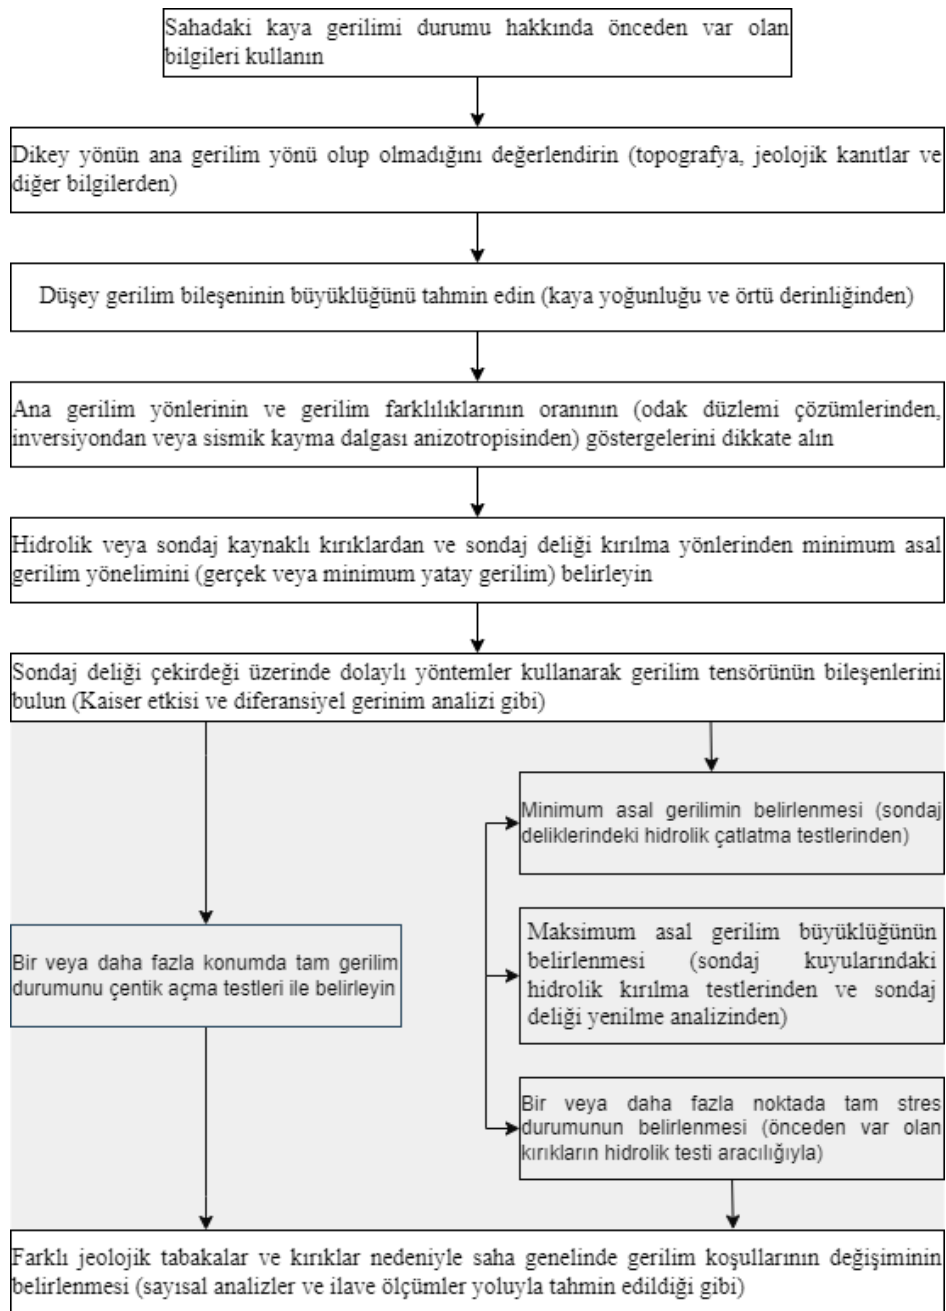 Sahadaki kaya gerilimi durumu hakkında önceden var olan
bilgileri kullanın
Dikey yönün ana gerilim yönü olup olmadığını değerlendirin (topografya, jeolojik kanıtlar ve
diğer bilgilerden)
Düşey gerilim bileşeninin büyüklüğünü tahmin edin (kaya yoğunluğu ve örtü derinliğinden)
Ana gerilim yönlerinin ve gerilim farklılıklarının oranının (odak düzlemi çözümlerinden,
inversiyondan veya sismik kayma dalgası anizotropisinden) göstergelerini dikkate alın
Hidrolik veya sondaj kaynaklı kırıklardan ve sondaj deliği kırılma yönlerinden minimum asal
gerilim yönelimini (gerçek veya minimum yatay gerilim) belirleyin
Sondaj deliği çekirdeği üzerinde dolaylı yöntemler kullanarak gerilim tensörünün bileşenlerini
bulun (Kaiser etkisi ve diferansiyel gerinim analizi gibi)
Minimum asal gerilimin belirlenmesi (sondaj
deliklerindeki hidrolik çatlatma testlerinden)
Bir veya daha fazla konumda tam gerilim
durumunu çentik açma testleri ile belirleyin
Maksimum asal gerilim büyüklüğünün
belirlenmesi (sondaj kuyularındaki
hidrolik kırılma testlerinden ve sondaj
deliği yenilme analizinden)
Bir veya daha fazla noktada tam stres
durumunun belirlenmesi (önceden var olan
kırıkların hidrolik testi aracılığıyla)
Farklı jeolojik tabakalar ve kırıklar nedeniyle saha genelinde gerilim koşullarının değişiminin
belirlenmesi (sayısal analizler ve ilave ölçümler yoluyla tahmin edildiği gibi)